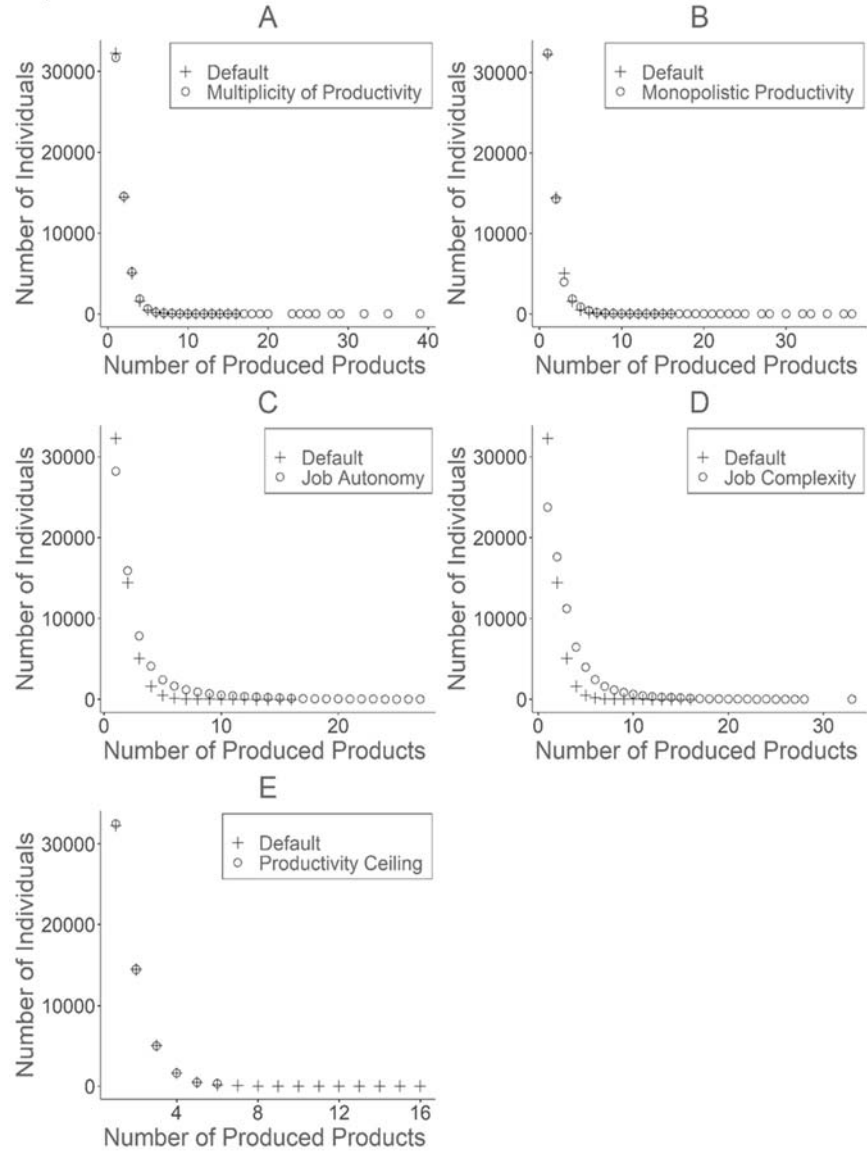 A
Number of Individuals
30000
20000
10000
0
Default
Multiplicity of Productivity
0 10 20 30 40
Number of Produced Products
B
Number of Individuals
30000
20000
10000
0
Default
Monopolistic Productivity
0 10 20 30
Number of Produced Products
C
Number of Individuals
30000
20000
10000
0
Default
Job Autonomy
0 10 20
Number of Produced Products
D
Number of Individuals
30000
20000
10000
0
Default
Job Complexity
0 10 20 30
Number of Produced Products
E
Number of Individuals
30000
20000
10000
0
Default
Productivity Ceiling
4 8 12 16
Number of Produced Products